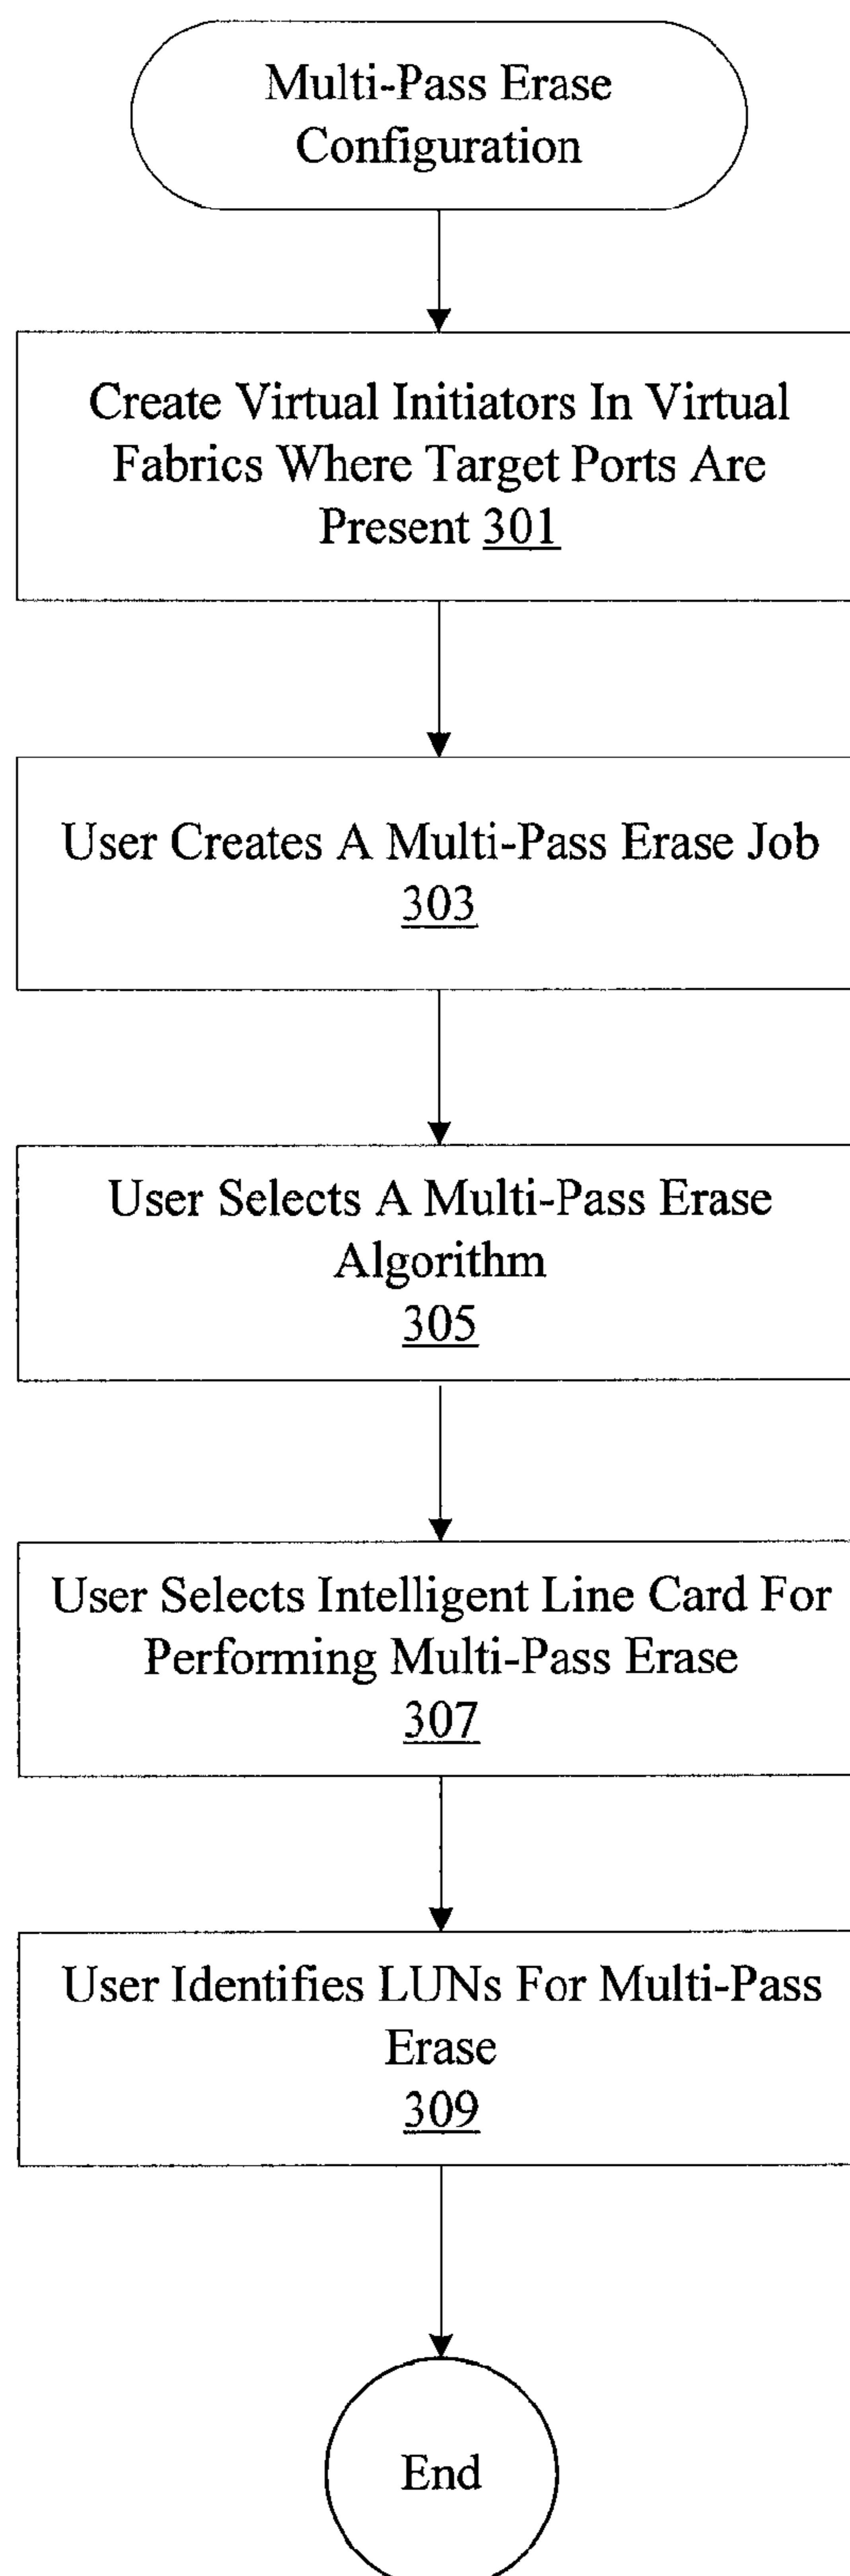 Multi-Pass Erase
Configuration
Create Virtual Initiators In Virtual
Fabrics Where Target Ports Are
Present 301
User Creates A Multi-Pass Erase Job
303
User Selects A Multi-Pass Erase
Algorithm
305
User Selects Intelligent Line Card For
Performing Multi-Pass Erase
307
User Identifies LUNs For Multi-Pass
Erase
309
End